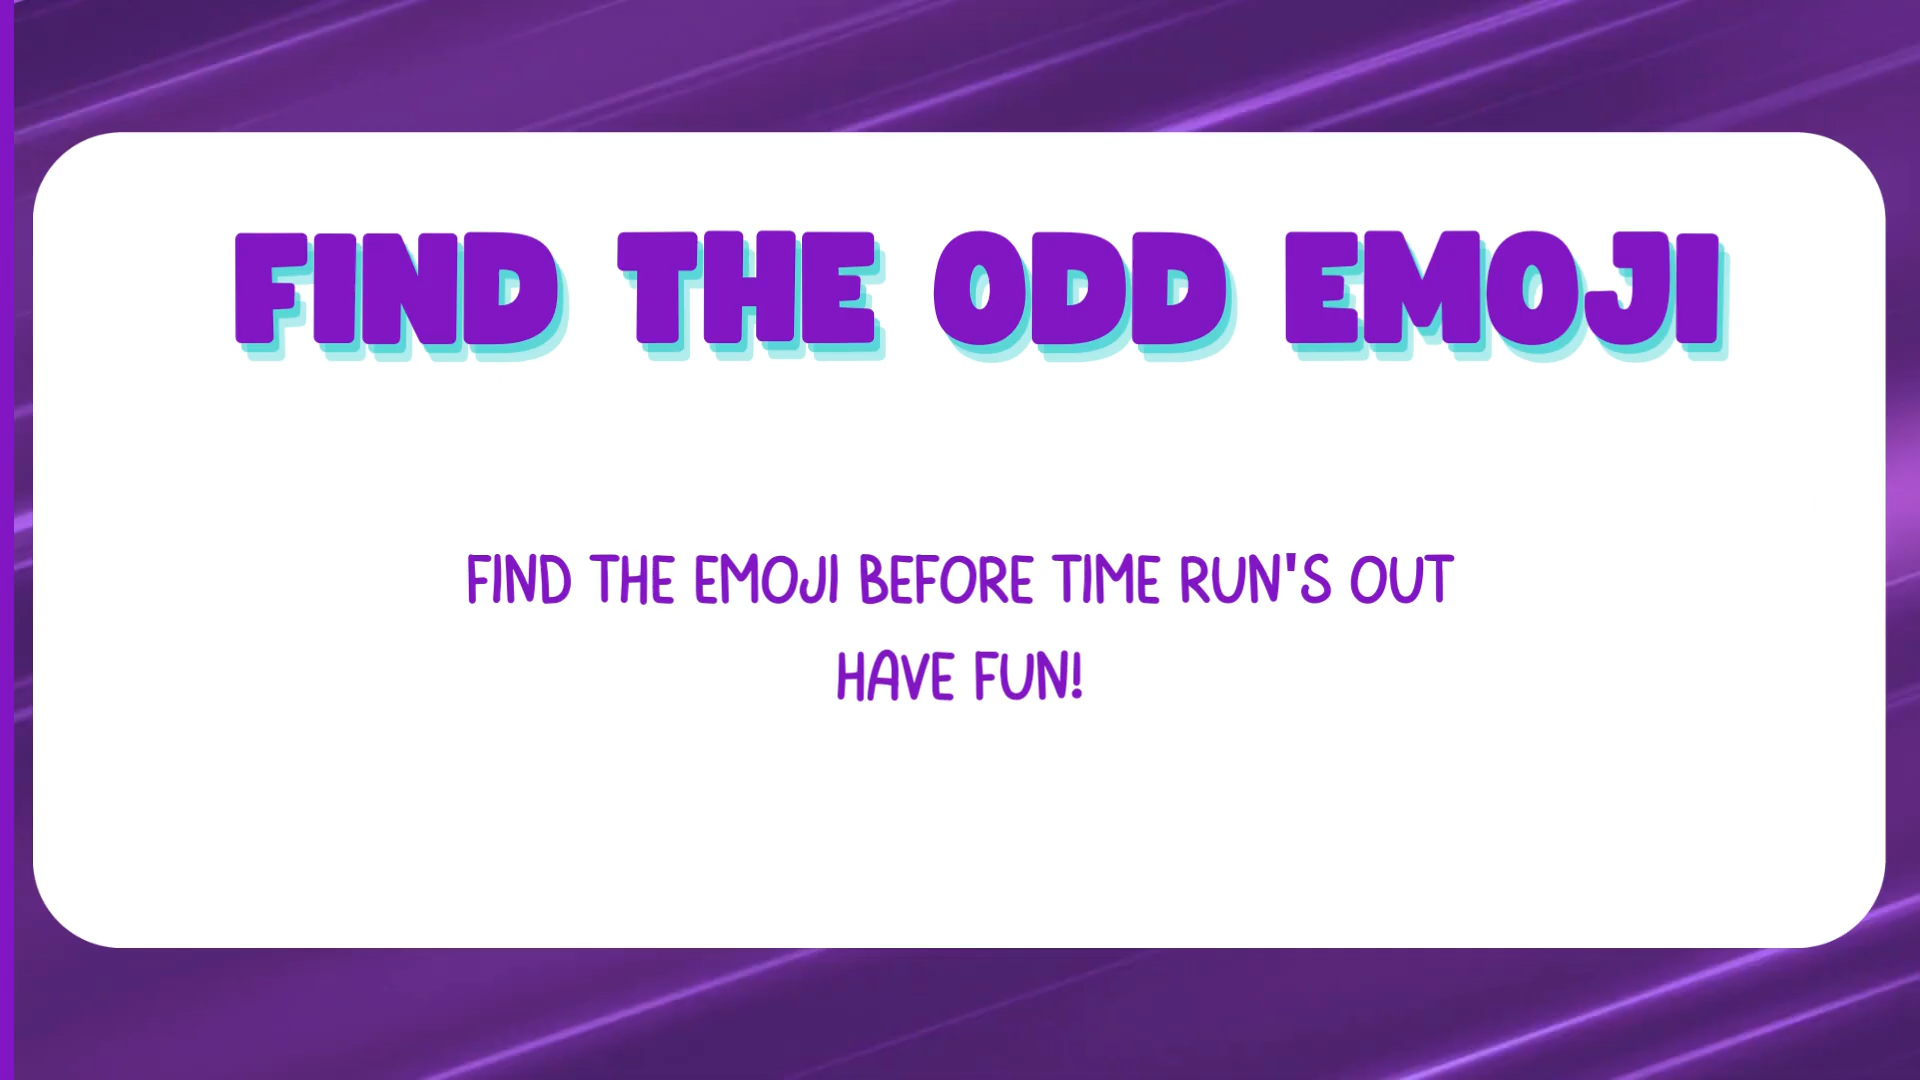 FIND THE ODD EMOJI
FIND THE EMOJI BEFORE TIME RUN'S OUT
HAVE FUN!